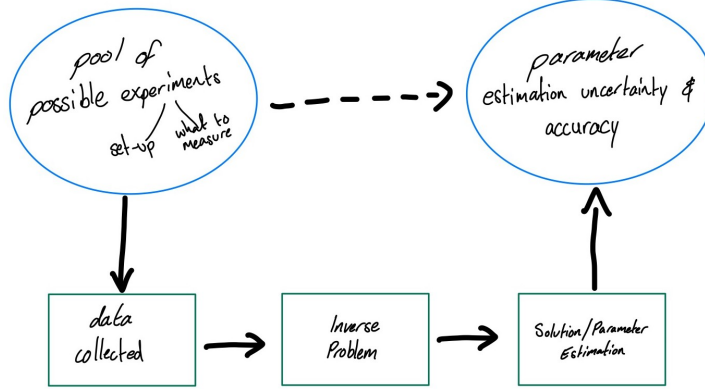 pool of
possible experiments
set-up
what to
measure
parameter
estimation uncertainty &
accuracy
data
collected
Inverse
Problem
Solution/Parameter
Estimation